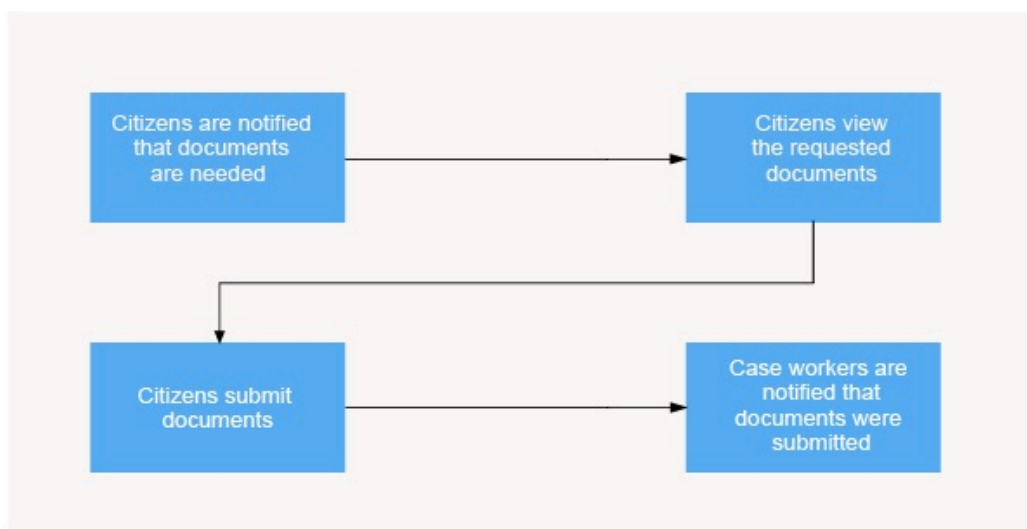 Citizens are notified
that documents
are needed
Citizens view
the requested
documents
Citizens submit
documents
Case workers are
notified that
documents were
submitted